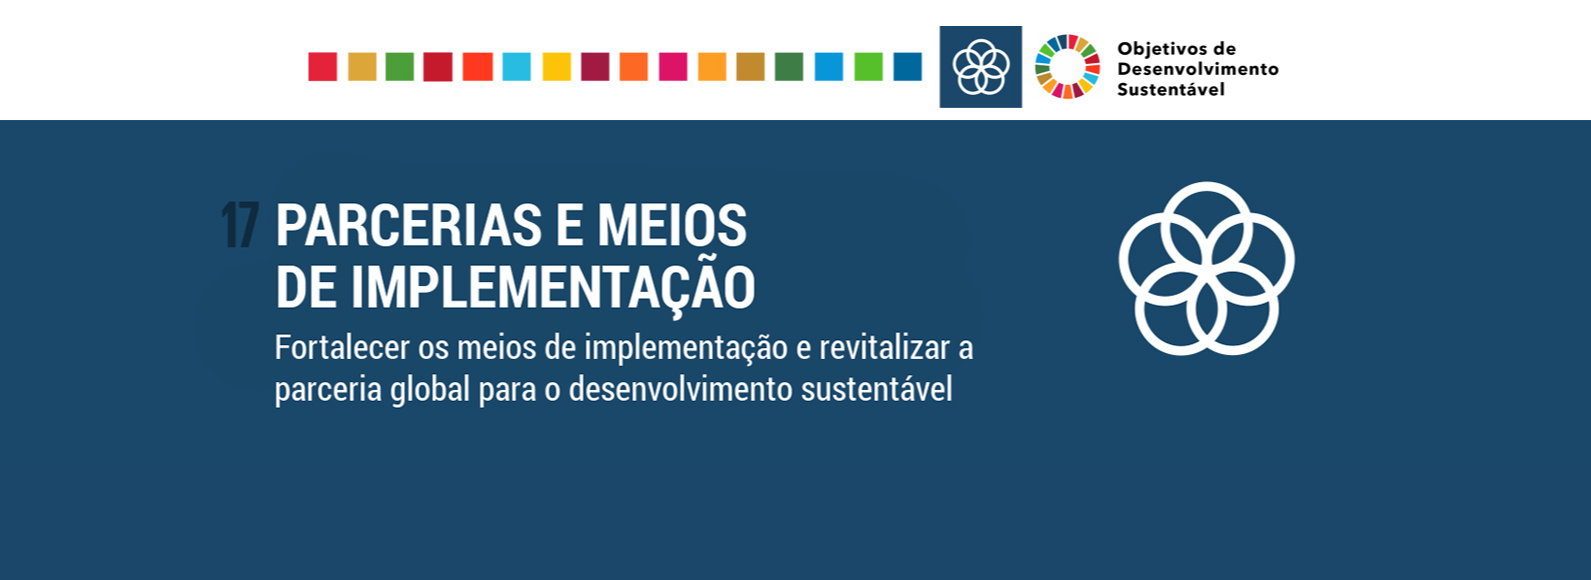 Objetivos de
Desenvolvimento
Sustentável
17 PARCERIAS E MEIOS
DE IMPLEMENTAÇÃO
Fortalecer os meios de implementação e revitalizar a
parceria global para o desenvolvimento sustentável